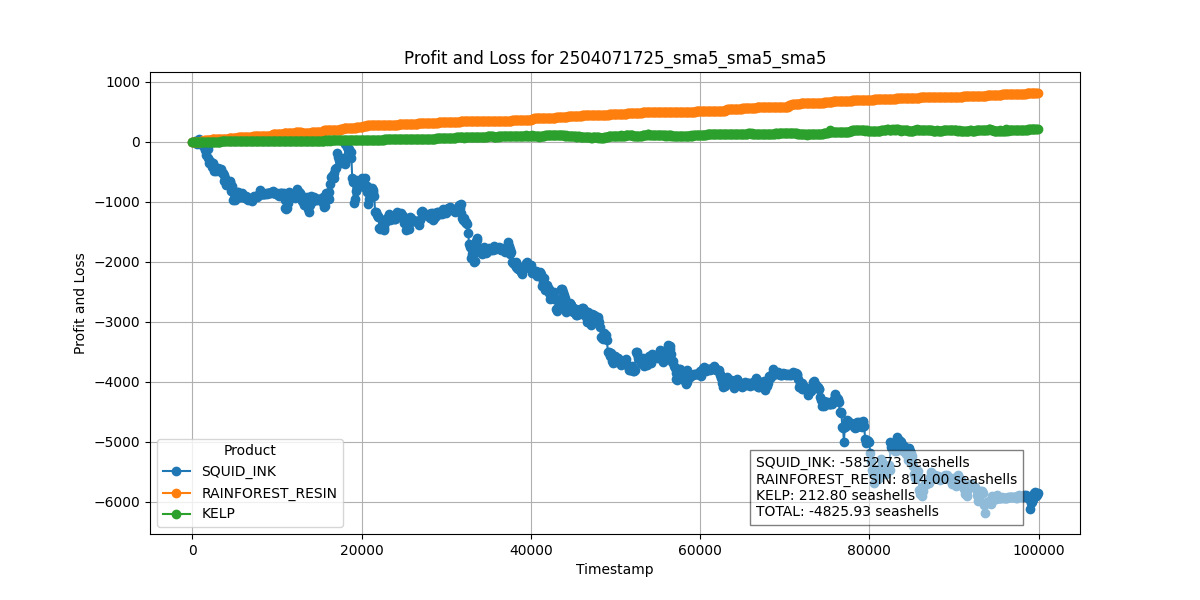 Profit and Loss for 2504071725_sma5_sma5_sma5
1000
0
−1000
−2000
−3000
−4000
−5000
−6000
Profit and Loss
Product
SQUID_INK
RAINFOREST_RESIN
KELP
SQUID_INK: -5852.73 seashells
RAINFOREST_RESIN: 814.00 seashells
KELP: 212.80 seashells
TOTAL: -4825.93 seashells
0
20000
40000
60000
80000
100000
Timestamp